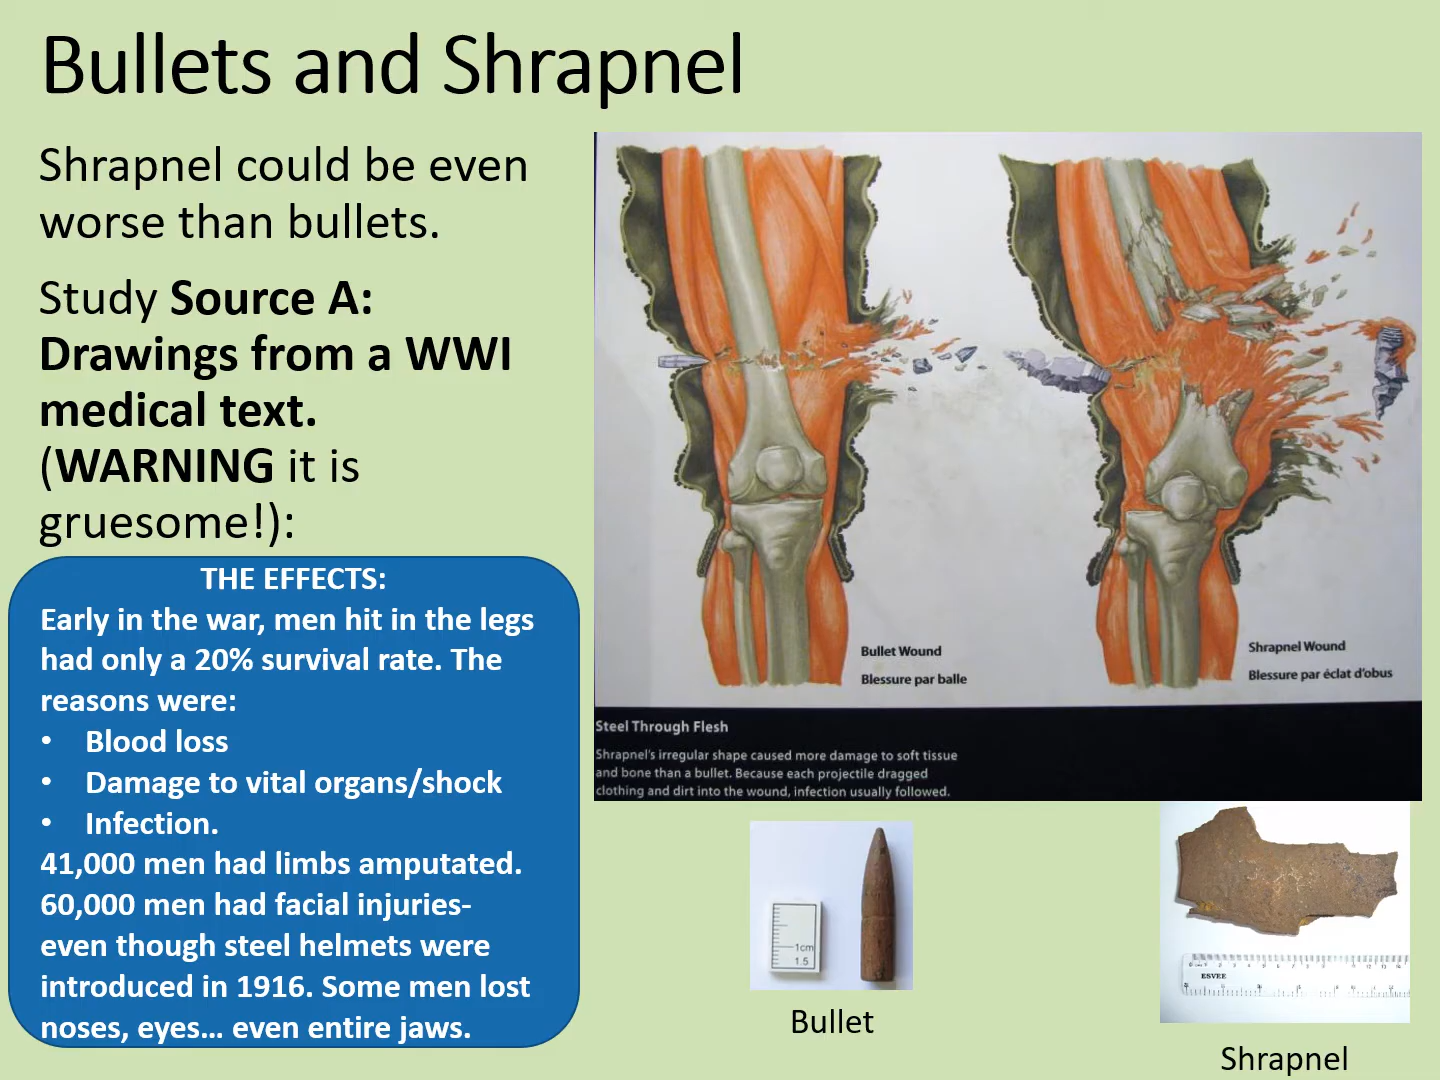 Bullets and Shrapnel
Shrapnel could be even
worse than bullets.
Study Source A:
Drawings from a WWI
medical text.
(WARNING it is
gruesome!):
THE EFFECTS:
Early in the war, men hit in the legs
had only a 20% survival rate. The
reasons were:
• Blood loss
• Damage to vital organs/shock
• Infection.
41,000 men had limbs amputated.
60,000 men had facial injuries-
even though steel helmets were
introduced in 1916. Some men lost
noses, eyes... even entire jaws.
Bullet Wound
Blessure par balle
Shrapnel Wound
Blessure par éclat d'obus
Steel Through Flesh
Shrapnel's irregular shape caused more damage to soft tissue
and bone than a bullet. Because each projectile dragged
clothing and dirt into the wound, infection usually followed.
1cm
1.5
Bullet
ESVEE
Shrapnel